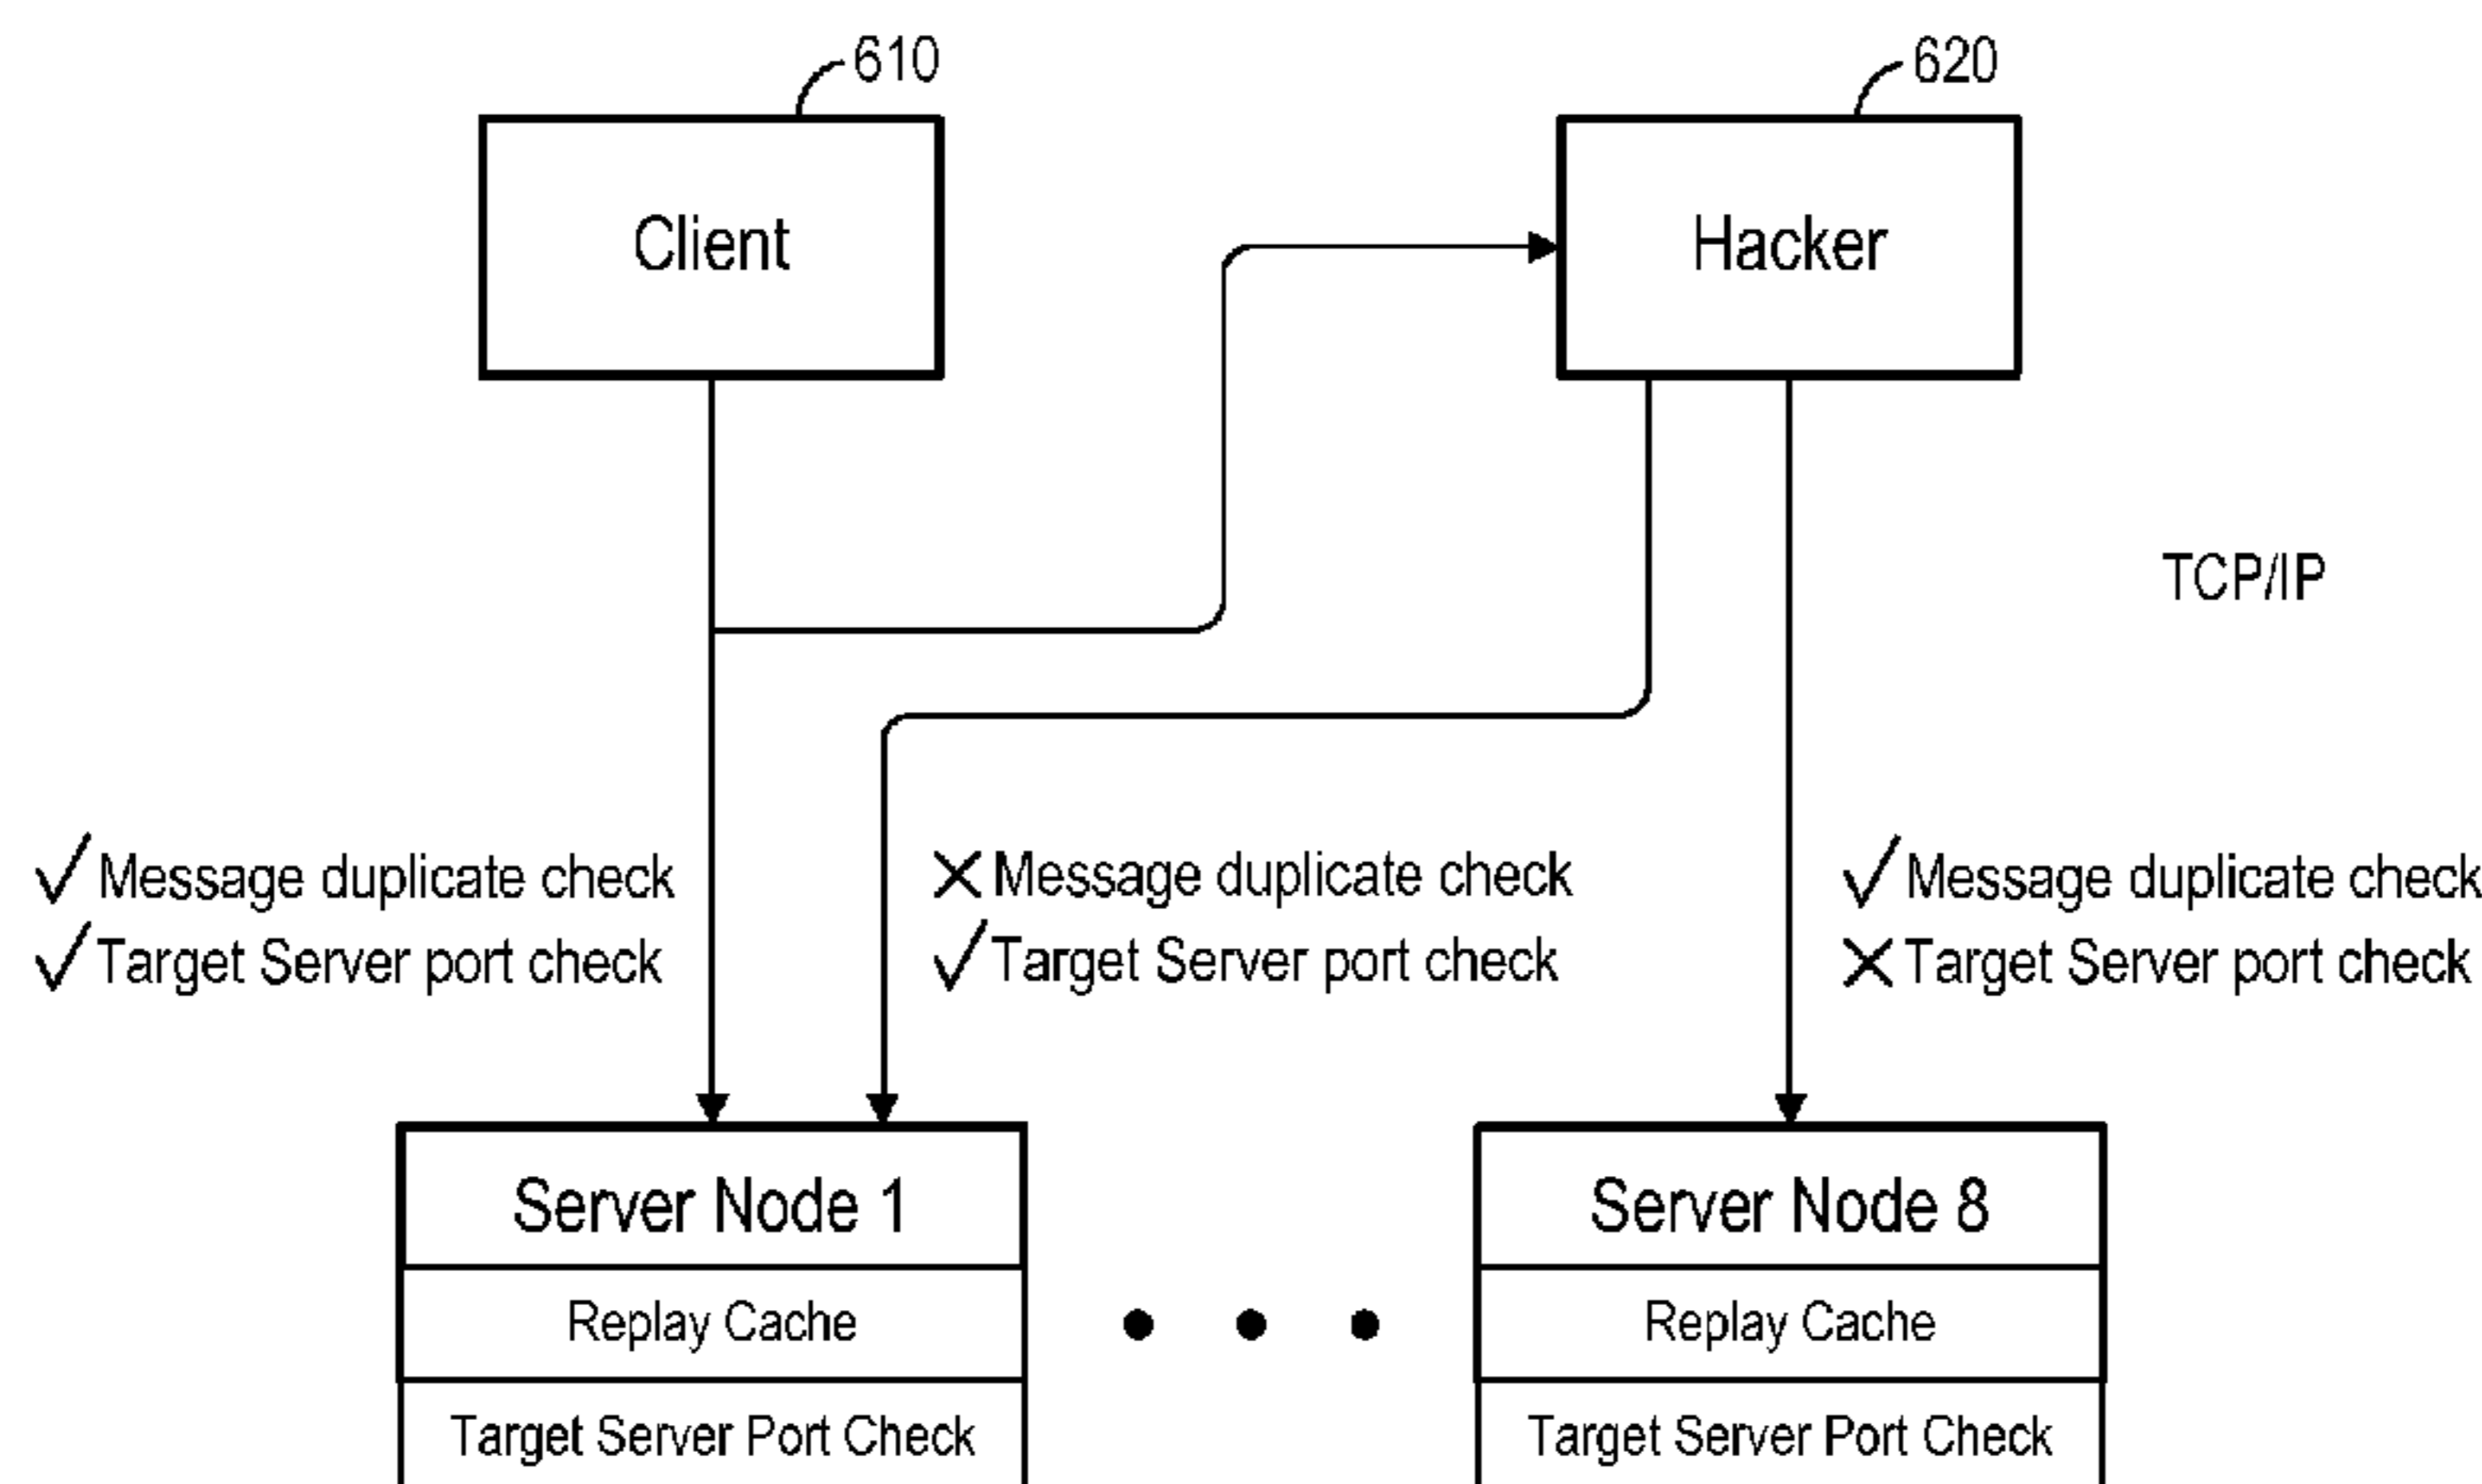 610
620
Client
Hacker
TCP/IP
Message duplicate check
Target Server port check
Message duplicate check
Target Server port check
Message duplicate check
Target Server port check
Server Node 1
Replay Cache
Target Server Port Check
Server Node 8
Replay Cache
Target Server Port Check